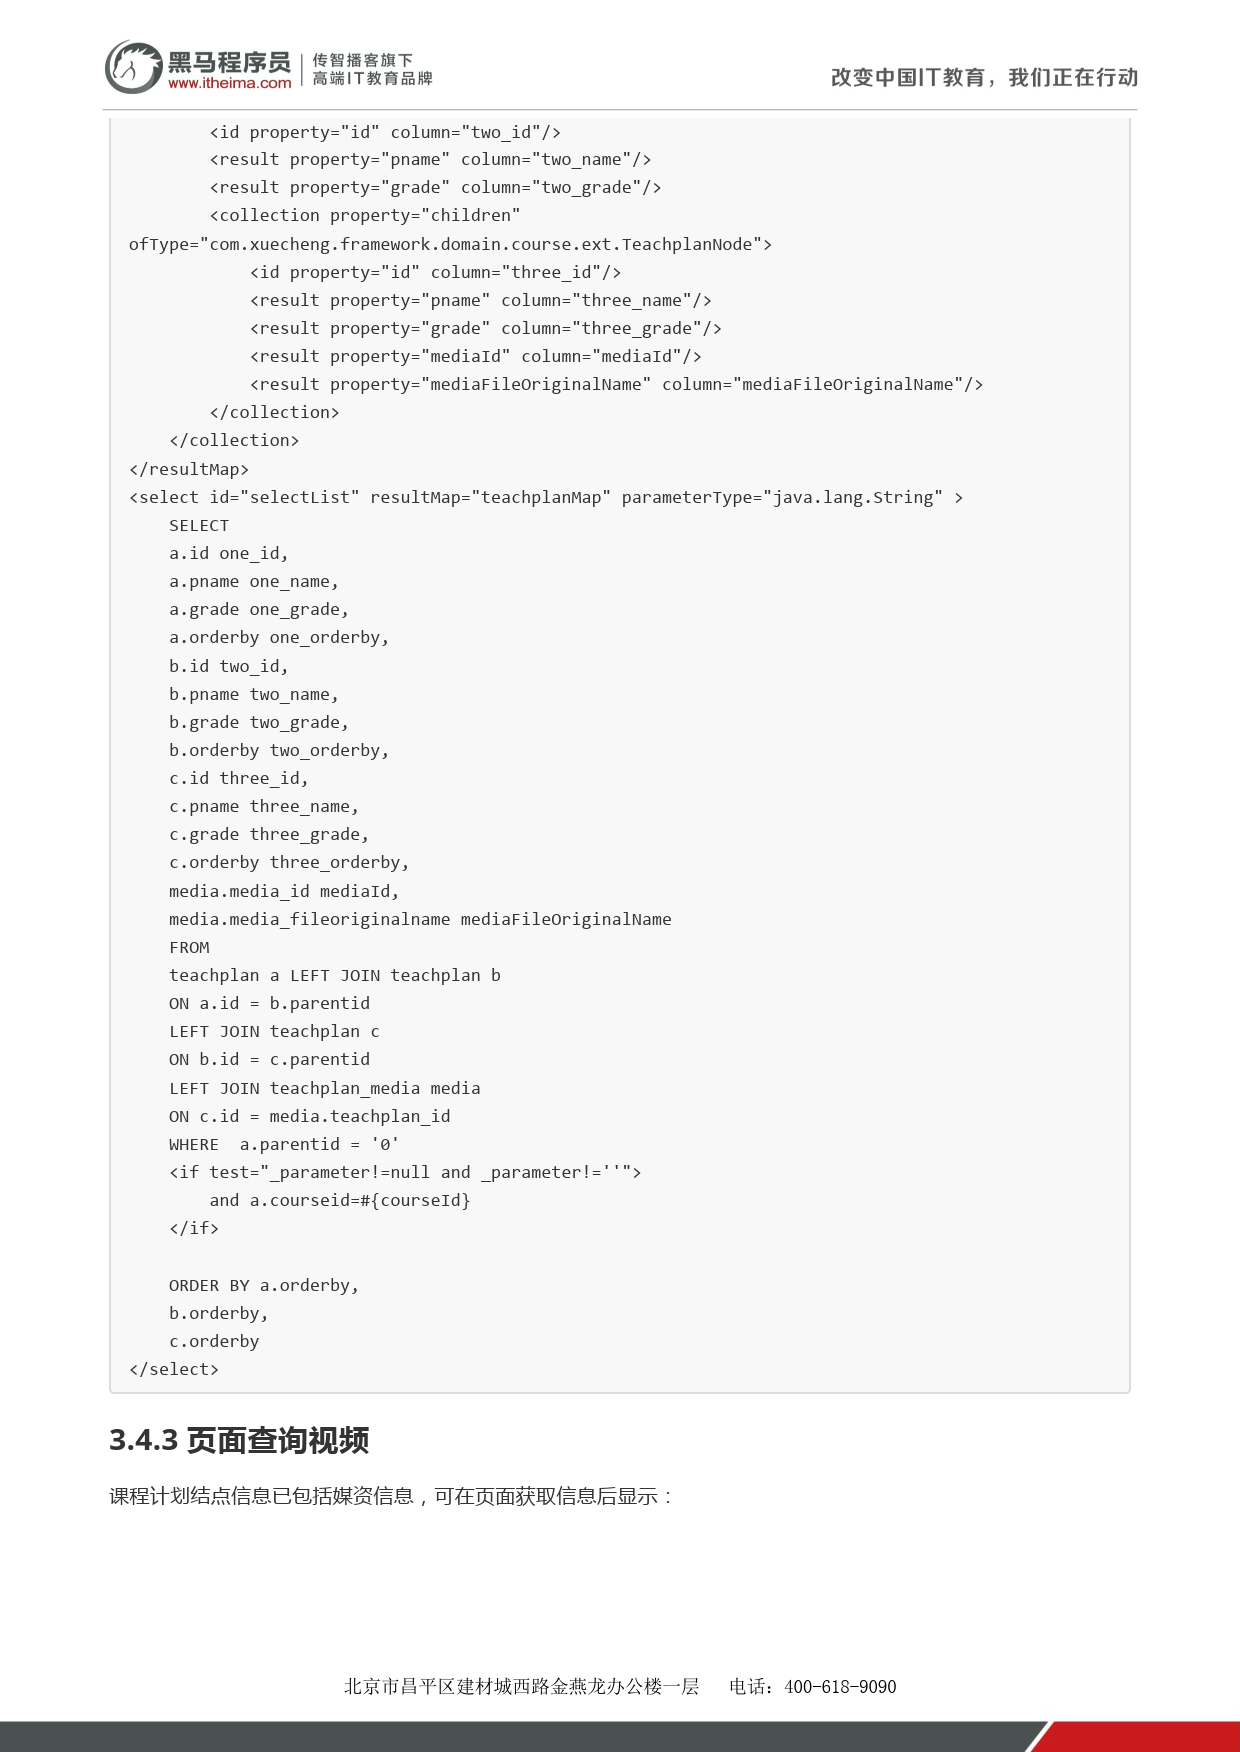 黑马程序员
www.itheima.com
传智播客旗下
高端IT教育品牌
改变中国IT教育，我们正在行动
        <id property="id" column="two_id"/>
        <result property="pname" column="two_name"/>
        <result property="grade" column="two_grade"/>
        <collection property="children"
ofType="com.xuecheng.framework.domain.course.ext.TeachplanNode">
            <id property="id" column="three_id"/>
            <result property="pname" column="three_name"/>
            <result property="grade" column="three_grade"/>
            <result property="mediaId" column="mediaId"/>
            <result property="mediaFileOriginalName" column="mediaFileOriginalName"/>
        </collection>
    </collection>
</resultMap>
<select id="selectList" resultMap="teachplanMap" parameterType="java.lang.String" >
    SELECT
    a.id one_id,
    a.pname one_name,
    a.grade one_grade,
    a.orderby one_orderby,
    b.id two_id,
    b.pname two_name,
    b.grade two_grade,
    b.orderby two_orderby,
    c.id three_id,
    c.pname three_name,
    c.grade three_grade,
    c.orderby three_orderby,
    media.media_id mediaId,
    media.media_fileoriginalname mediaFileOriginalName
    FROM
    teachplan a LEFT JOIN teachplan b
    ON a.id = b.parentid
    LEFT JOIN teachplan c
    ON b.id = c.parentid
    LEFT JOIN teachplan_media media
    ON c.id = media.teachplan_id
    WHERE  a.parentid = '0'
    <if test="_parameter!=null and _parameter!=''">
        and a.courseid=#{courseId}
    </if>

    ORDER BY a.orderby,
    b.orderby,
    c.orderby
</select>
3.4.3 页面查询视频
课程计划结点信息已包括媒资信息，可在页面获取信息后显示：
北京市昌平区建材城西路金燕龙办公楼一层   电话：400-618-9090